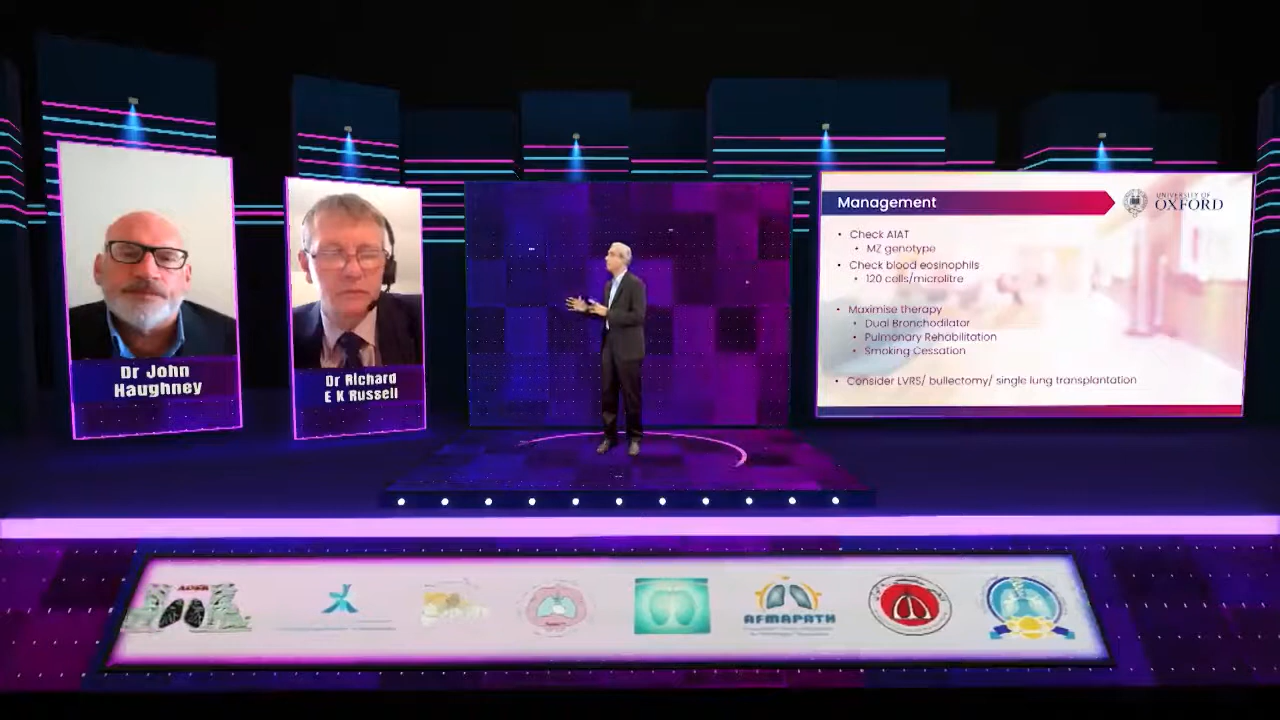 Dr John
Haughney
Dr Richard
E K Russell
Management
UNIVERSITY OF
OXFORD
• Check A1AT
• MZ genotype
• Check blood eosinophils
• 120 cells/microlitre
• Maximise therapy
• Dual Bronchodilator
• Pulmonary Rehabilitation
• Smoking Cessation
• Consider LVRS/ bullectomy/ single lung transplantation
AFMAPATH